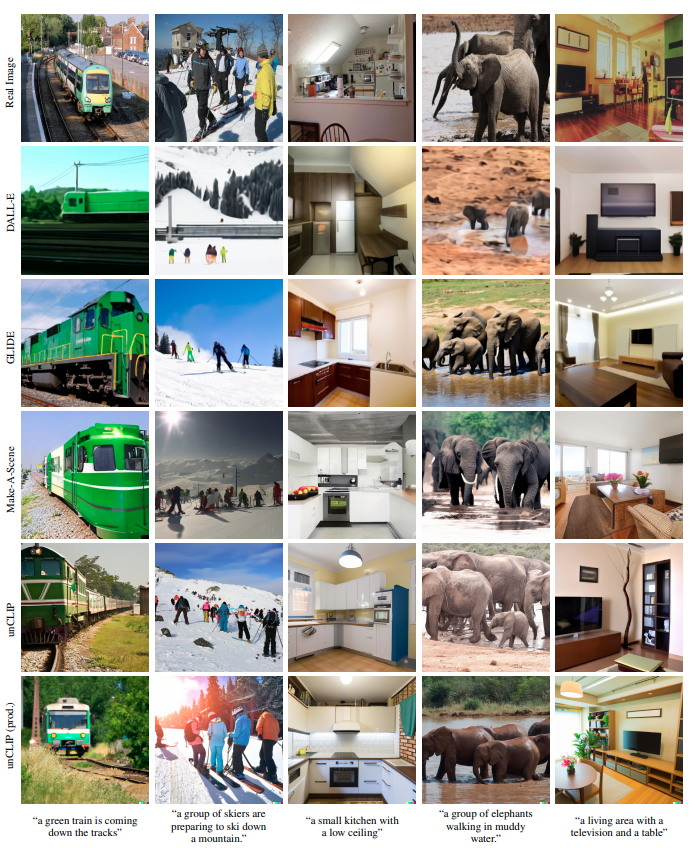 Real Image
DALL-E
GLIDE
Make-A-Scene
unCLIP
unCLIP (prod.)
“a green train is coming
down the tracks”
“a group of skiers are
preparing to ski down
a mountain.”
“a small kitchen with
a low ceiling”
“a group of elephants
walking in muddy
water.”
“a living area with a
television and a table”